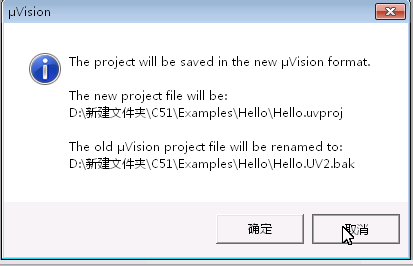 µVision
The project will be saved in the new µVision format.
The new project file will be:
D:\新建文件夹\C51\Examples\Hello\Hello.uvproj
The old µVision project file will be renamed to:
D:\新建文件夹\C51\Examples\Hello\Hello.UV2.bak
确定
取消